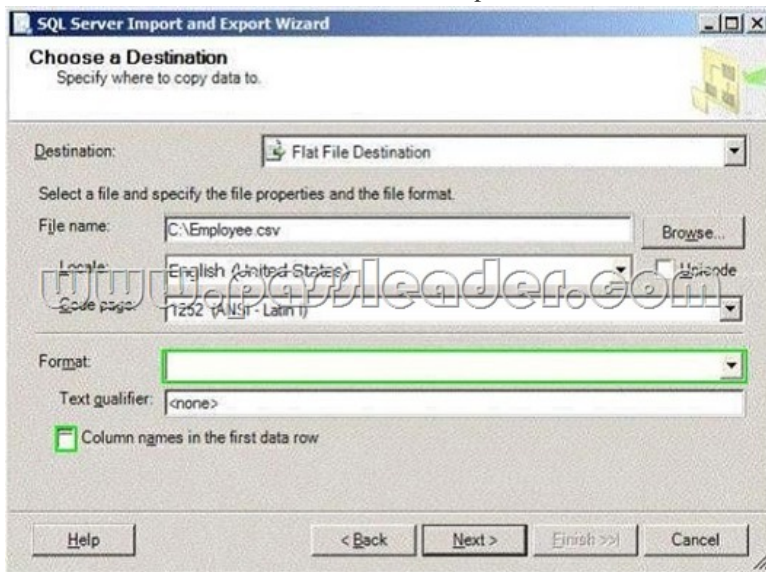 SQL Server Import and Export Wizard
Choose a Destination
Specify where to copy data to.
Destination:
Flat File Destination
Select a file and specify the file properties and the file format.
File name:
C:\Employee.csv
Browse...
Locale:
English (United States)
Unicode
www.passleader.com
Code page:
1252 (ANSI - Latin I)
Format:
Text qualifier:
<none>
Column names in the first data row
Help
< Back
Next >
Finish >>|
Cancel